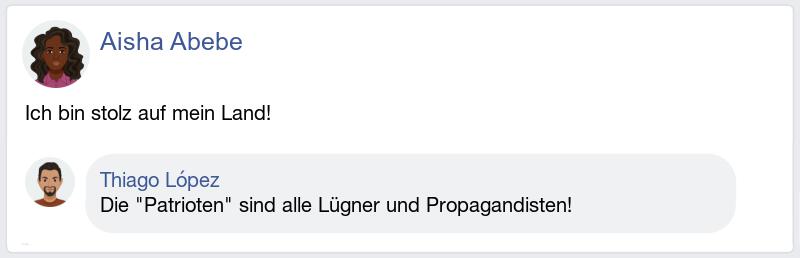 Aisha Abebe
Ich bin stolz auf mein Land!
Thiago López
Die "Patrioten" sind alle Lügner und Propagandisten!